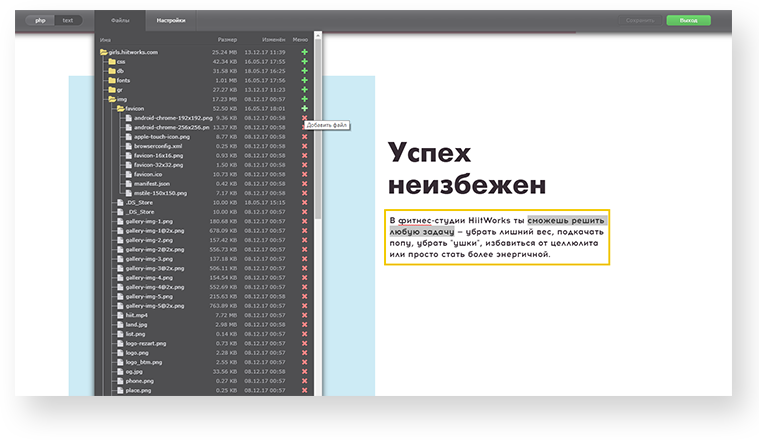 php text Файлы Настройки Сохранить Выход
Имя Размер Изменён Меню
girls.hiitworks.com 25.24 MB 13.12.17 11:39
css 42.34 KB 16.05.17 17:55
db 31.58 KB 18.05.17 16:25
fonts 1.01 MB 16.05.17 17:56
gr 27.27 KB 13.12.17 11:23
img 17.23 MB 08.12.17 00:57
favicon 52.50 KB 16.05.17 18:01
android-chrome-192x192.png 9.36 KB 08.12.17 00:58
android-chrome-256x256.pn 13.37 KB 08.12.17 00:58
Добавить файл
apple-touch-icon.png 8.77 KB 08.12.17 00:58
browserconfig.xml 0.25 KB 08.12.17 00:58
favicon-16x16.png 0.93 KB 08.12.17 00:58
favicon-32x32.png 1.50 KB 08.12.17 00:58
favicon.ico 10.73 KB 08.12.17 00:58
manifest.json 0.42 KB 08.12.17 00:58
mstile-150x150.png 7.17 KB 08.12.17 00:58
.DS_Store 10.00 KB 18.05.17 15:15
_DS_Store 10.00 KB 08.12.17 00:57
gallery-img-1.png 180.68 KB 08.12.17 00:57
gallery-img-1@2x.png 678.09 KB 08.12.17 00:57
gallery-img-2.png 157.42 KB 08.12.17 00:58
gallery-img-2@2x.png 556.73 KB 08.12.17 00:57
gallery-img-3.png 137.18 KB 08.12.17 00:57
gallery-img-3@2x.png 506.11 KB 08.12.17 00:57
gallery-img-4.png 154.54 KB 08.12.17 00:57
gallery-img-4@2x.png 552.69 KB 08.12.17 00:57
gallery-img-5.png 215.63 KB 08.12.17 00:58
gallery-img-5@2x.png 763.89 KB 08.12.17 00:57
hiit.mp4 7.72 MB 08.12.17 00:57
land.jpg 2.98 MB 08.12.17 00:58
list.png 0.14 KB 08.12.17 00:57
logo-rezart.png 0.73 KB 08.12.17 00:57
logo.png 2.28 KB 08.12.17 00:57
logo_btm.png 2.55 KB 08.12.17 00:58
og.jpg 33.56 KB 08.12.17 00:58
phone.png 0.27 KB 08.12.17 00:57
place.png 0.25 KB 08.12.17 00:57
Успех
неизбежен
В фитнес-студии HiitWorks ты сможешь решить
любую задачу – убрать лишний вес, подкачать
попу, убрать "ушки", избавиться от целлюлита
или просто стать более энергичной.